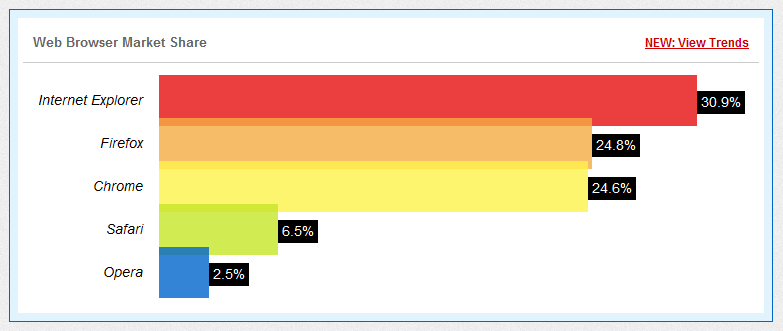 Web Browser Market Share NEW: View Trends
Internet Explorer 30.9%
Firefox 24.8%
Chrome 24.6%
Safari 6.5%
Opera 2.5%